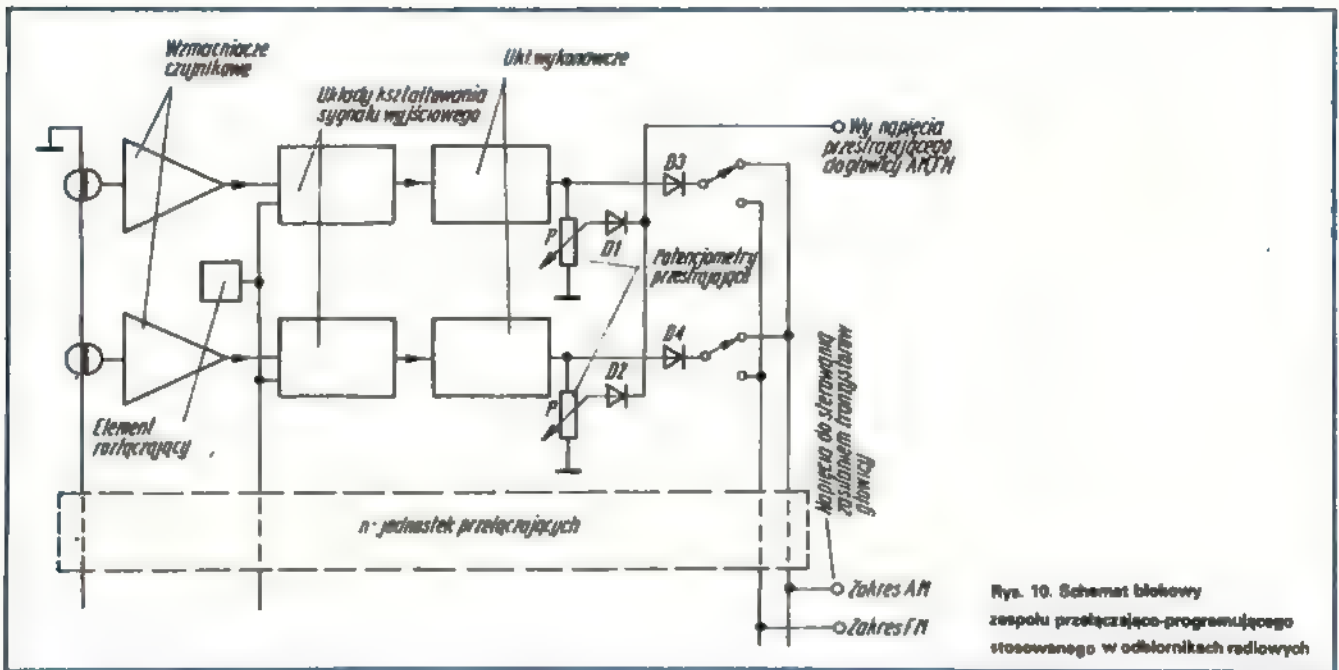 Wzmacniacze
czujnikowe
Układy kształtowania
sygnału wyjściowego
Ukł. wykonawcze
Wy napięcia
przestrajającego
do głowicy AM, FM
D3
P
D1
Potencjometry
przestrajające
D4
P
D2
Element
rozłączający
Napięcia do sterowania
zasilaniem tranzystorów
głowicy
n-jednostek przełączających
Zakres AM
Zakres FM
Rys. 10. Schemat blokowy
zespołu przełączająco-programującego
stosowanego w odbiornikach radiowych